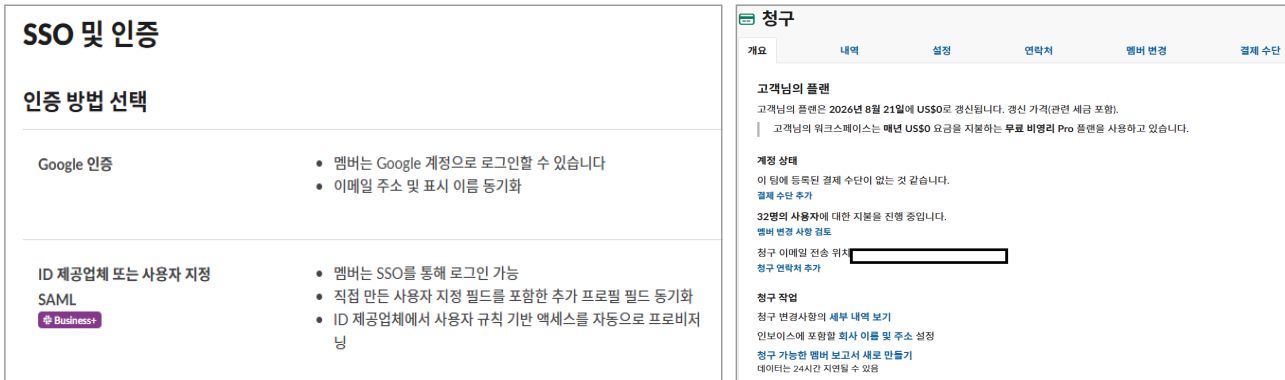 SSO 및 인증
인증 방법 선택
Google 인증
멤버는 Google 계정으로 로그인할 수 있습니다
이메일 주소 및 표시 이름 동기화
ID 제공업체 또는 사용자 지정
SAML
Business+
멤버는 SSO를 통해 로그인 가능
직접 만든 사용자 지정 필드를 포함한 추가 프로필 필드 동기화
ID 제공업체에서 사용자 규칙 기반 액세스를 자동으로 프로비저
닝
청구
개요 내역 설정 연락처 멤버 변경 결제 수단
고객님의 플랜
고객님의 플랜은 2026년 8월 21일에 US$0로 갱신됩니다. 갱신 가격(관련 세금 포함).
고객님의 워크스페이스는 매년 US$0 요금을 지불하는 무료 비영리 Pro 플랜을 사용하고 있습니다.
계정 상태
이 팀에 등록된 결제 수단이 없는 것 같습니다.
결제 수단 추가
32명의 사용자에 대한 지불을 진행 중입니다.
멤버 변경 사항 검토
청구 이메일 전송 위치
청구 연락처 추가
청구 작업
청구 변경사항의 세부 내역 보기
인보이스에 포함할 회사 이름 및 주소 설정
청구 가능한 멤버 보고서 새로 만들기
데이터는 24시간 지연될 수 있음